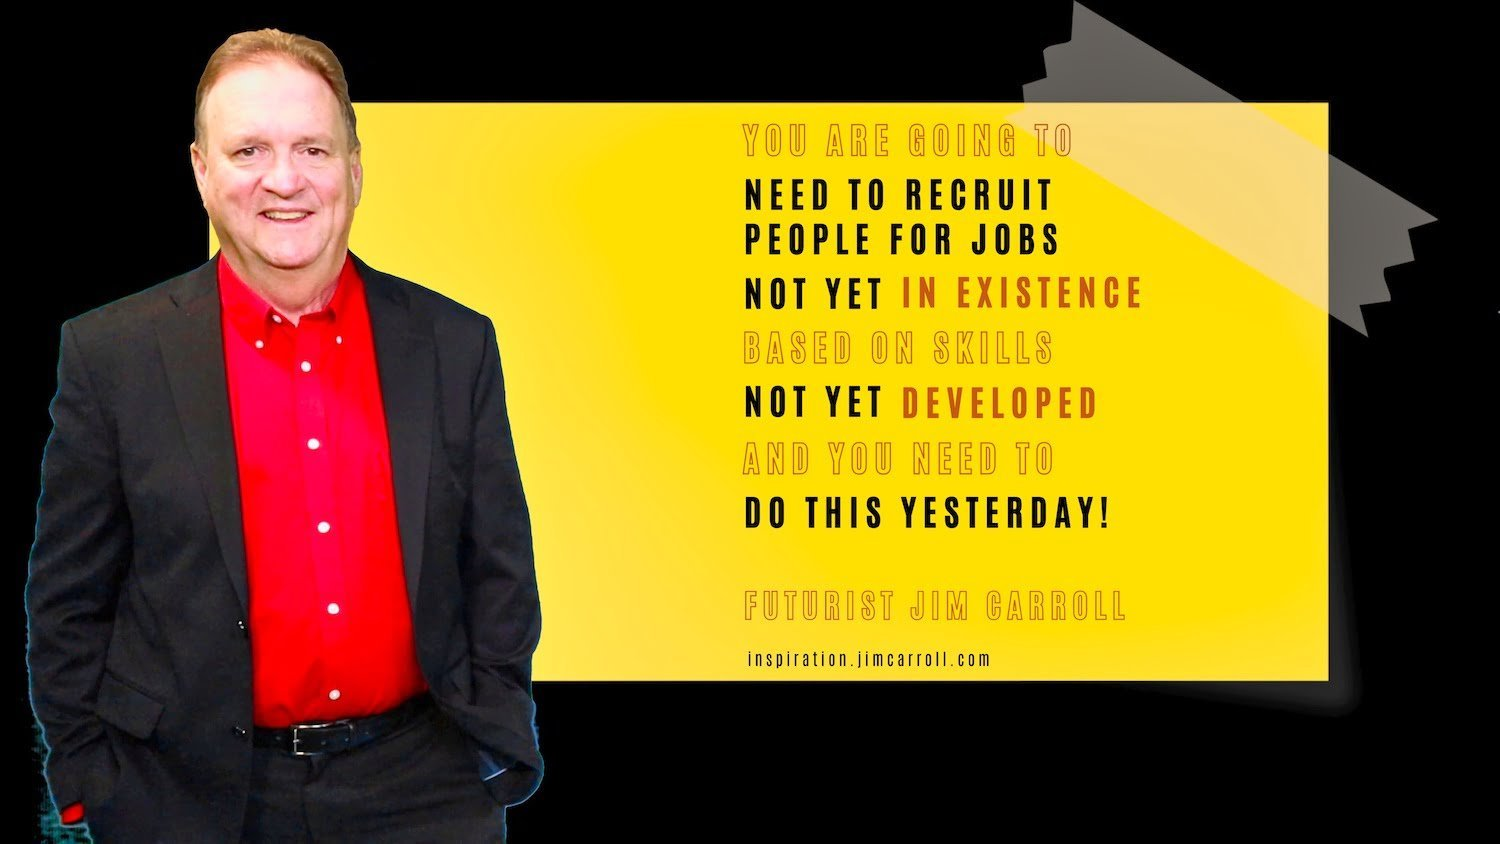 YOU ARE GOING TO
NEED TO RECRUIT
PEOPLE FOR JOBS
NOT YET IN EXISTENCE
BASED ON SKILLS
NOT YET DEVELOPED
AND YOU NEED TO
DO THIS YESTERDAY!
FUTURIST JIM CARROLL
inspiration.jimcarroll.com